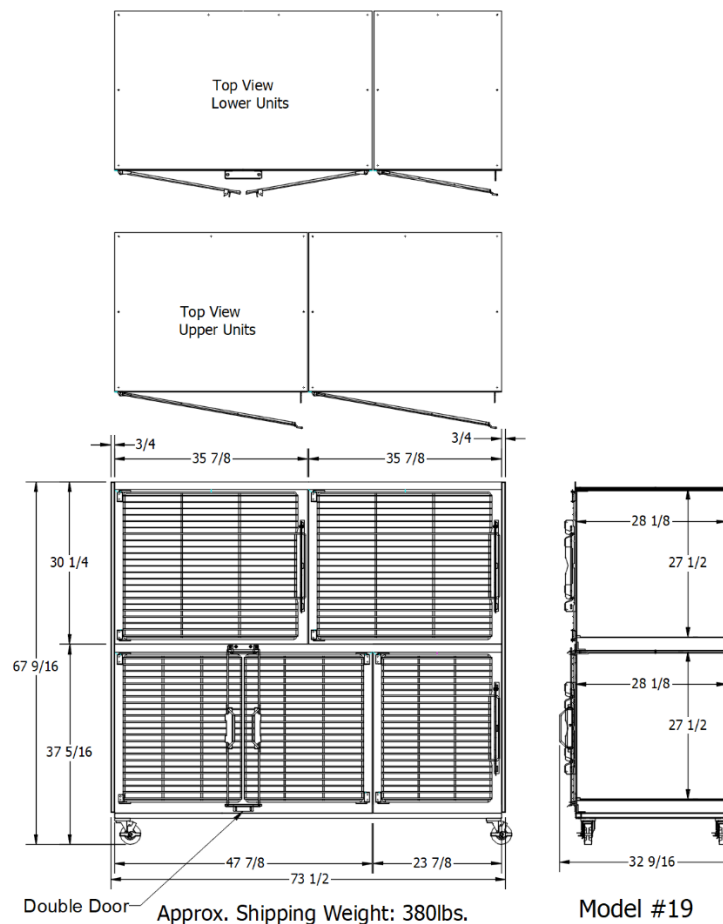 Top View
Lower Units
Top View
Upper Units
3/4
3/4
35 7/8
35 7/8
28 1/8
27 1/2
30 1/4
67 9/16
28 1/8
27 1/2
37 5/16
47 7/8
23 7/8
32 9/16
73 1/2
Double Door
Approx. Shipping Weight: 380lbs.
Model #19